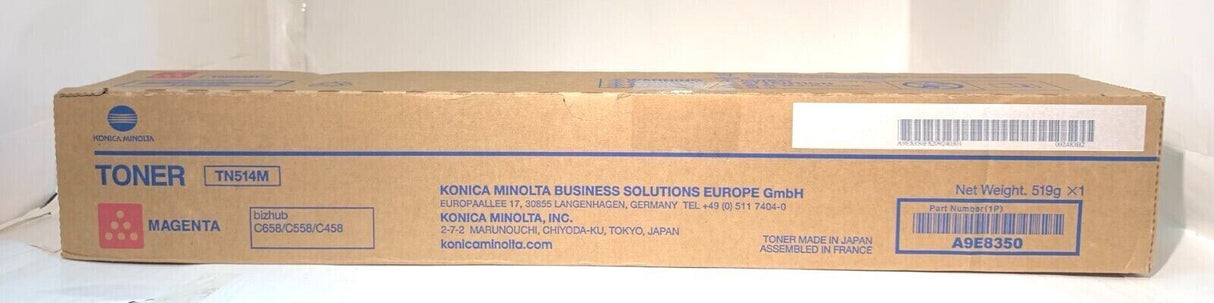 KONICA MINOLTA
TONER TN514M
MAGENTA
bizhub
C658/C558/C458
KONICA MINOLTA BUSINESS SOLUTIONS EUROPE GmbH
EUROPAALLEE 17, 30855 LANGENHAGEN, GERMANY TEL +49 (0) 511 7404-0
KONICA MINOLTA, INC.
2-7-2 MARUNOUCHI, CHIYODA-KU, TOKYO, JAPAN
konicaminolta.com
TONER MADE IN JAPAN
ASSEMBLED IN FRANCE
Net Weight. 519g ×1
Part Number(1P)
A9E8350